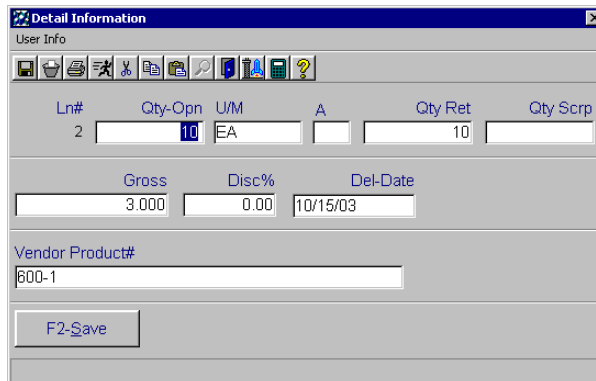 Detail Information
User Info
Ln# Qty-Opn U/M A Qty Ret Qty Scrp
2 10 EA 10
Gross Disc% Del-Date
3.000 0.00 10/15/03
Vendor Product#
600-1
F2-Save